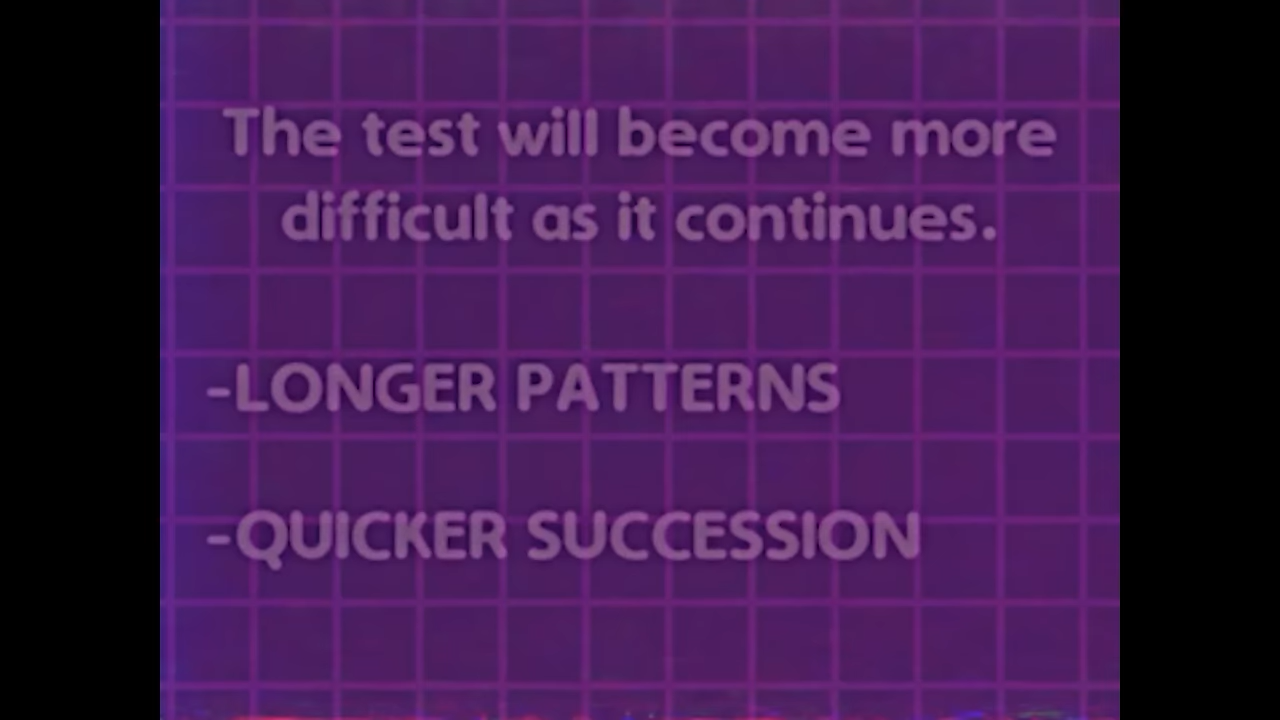 The test will become more
difficult as it continues.
-LONGER PATTERNS
-QUICKER SUCCESSION